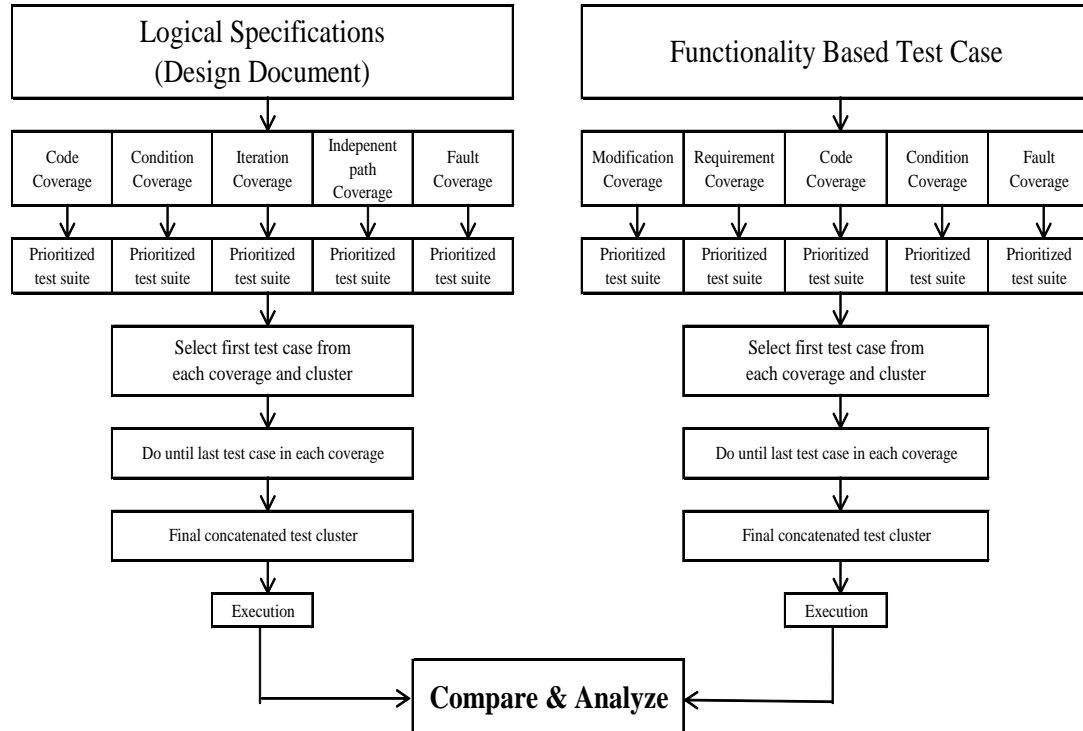 Logical Specifications
(Design Document)
Functionality Based Test Case
Code
Coverage
Condition
Coverage
Iteration
Coverage
Indepenent
path
Coverage
Fault
Coverage
Modification
Coverage
Requirement
Coverage
Code
Coverage
Condition
Coverage
Fault
Coverage
Prioritized
test suite
Prioritized
test suite
Prioritized
test suite
Prioritized
test suite
Prioritized
test suite
Prioritized
test suite
Prioritized
test suite
Prioritized
test suite
Prioritized
test suite
Prioritized
test suite
Select first test case from
each coverage and cluster
Select first test case from
each coverage and cluster
Do until last test case in each coverage
Do until last test case in each coverage
Final concatenated test cluster
Final concatenated test cluster
Execution
Execution
Compare & Analyze